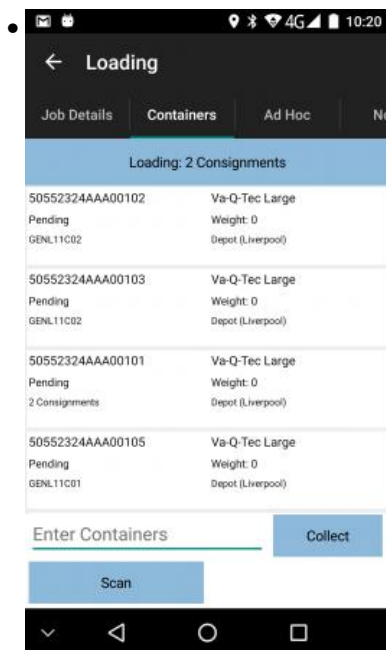 4G 10:20
Loading
Job Details Containers Ad Hoc
Loading: 2 Consignments
50552324AAA00102 Va-Q-Tec Large
Pending Weight: 0
GENL11C02 Depot (Liverpool)
50552324AAA00103 Va-Q-Tec Large
Pending Weight: 0
GENL11C02 Depot (Liverpool)
50552324AAA00101 Va-Q-Tec Large
Pending Weight: 0
2 Consignments Depot (Liverpool)
50552324AAA00105 Va-Q-Tec Large
Pending Weight: 0
GENL11C01 Depot (Liverpool)
Enter Containers Collect
Scan